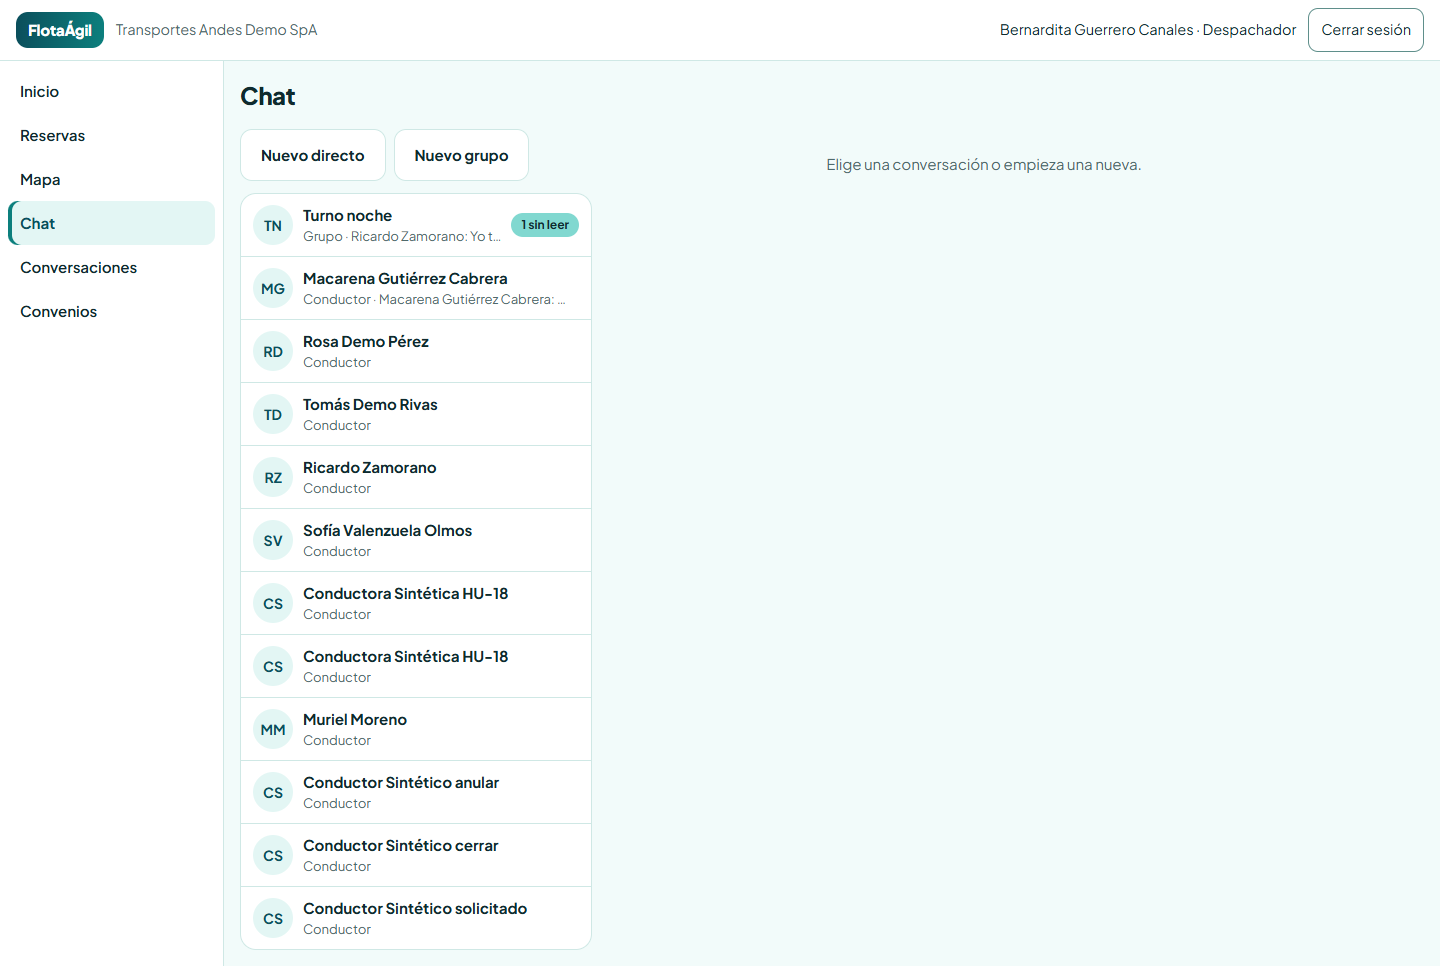 FlotaÁgil
Transportes Andes Demo SpA
Bernardita Guerrero Canales · Despachador
Cerrar sesión
Inicio
Reservas
Mapa
Chat
Conversaciones
Convenios
Chat
Nuevo directo
Nuevo grupo
TN
Turno noche
Grupo · Ricardo Zamorano: Yo t...
1 sin leer
MG
Macarena Gutiérrez Cabrera
Conductor · Macarena Gutiérrez Cabrera: ...
RD
Rosa Demo Pérez
Conductor
TD
Tomás Demo Rivas
Conductor
RZ
Ricardo Zamorano
Conductor
SV
Sofía Valenzuela Olmos
Conductor
CS
Conductora Sintética HU-18
Conductor
CS
Conductora Sintética HU-18
Conductor
MM
Muriel Moreno
Conductor
CS
Conductor Sintético anular
Conductor
CS
Conductor Sintético cerrar
Conductor
CS
Conductor Sintético solicitado
Conductor
Elige una conversación o empieza una nueva.